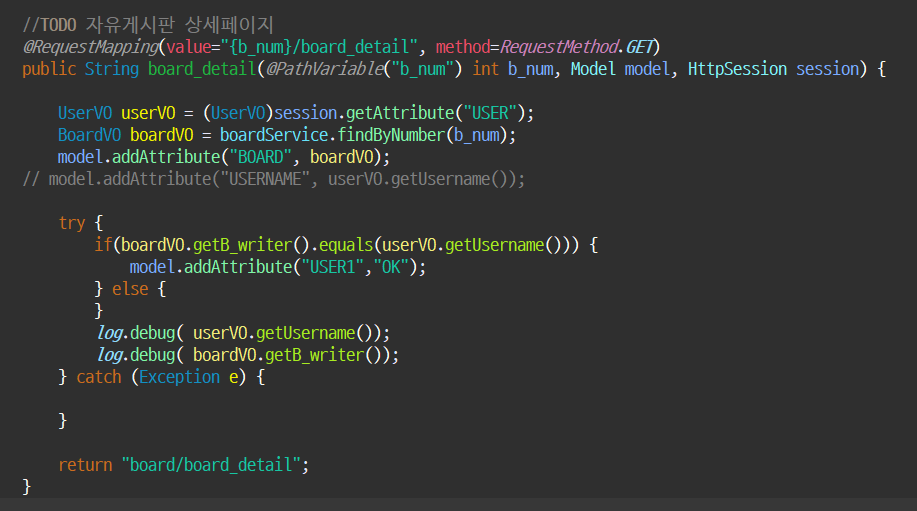 //TODO 자유게시판 상세페이지
@RequestMapping(value="{b_num}/board_detail", method=RequestMethod.GET)
public String board_detail(@PathVariable("b_num") int b_num, Model model, HttpSession session) {
UserVO userVO = (UserVO)session.getAttribute("USER");
BoardVO boardVO = boardService.findByNumber(b_num);
model.addAttribute("BOARD", boardVO);
// model.addAttribute("USERNAME", userVO.getUsername());
try {
if(boardVO.getB_writer().equals(userVO.getUsername())) {
model.addAttribute("USER1","OK");
} else {
}
log.debug( userVO.getUsername());
log.debug( boardVO.getB_writer());
} catch (Exception e) {
}
return "board/board_detail";
}